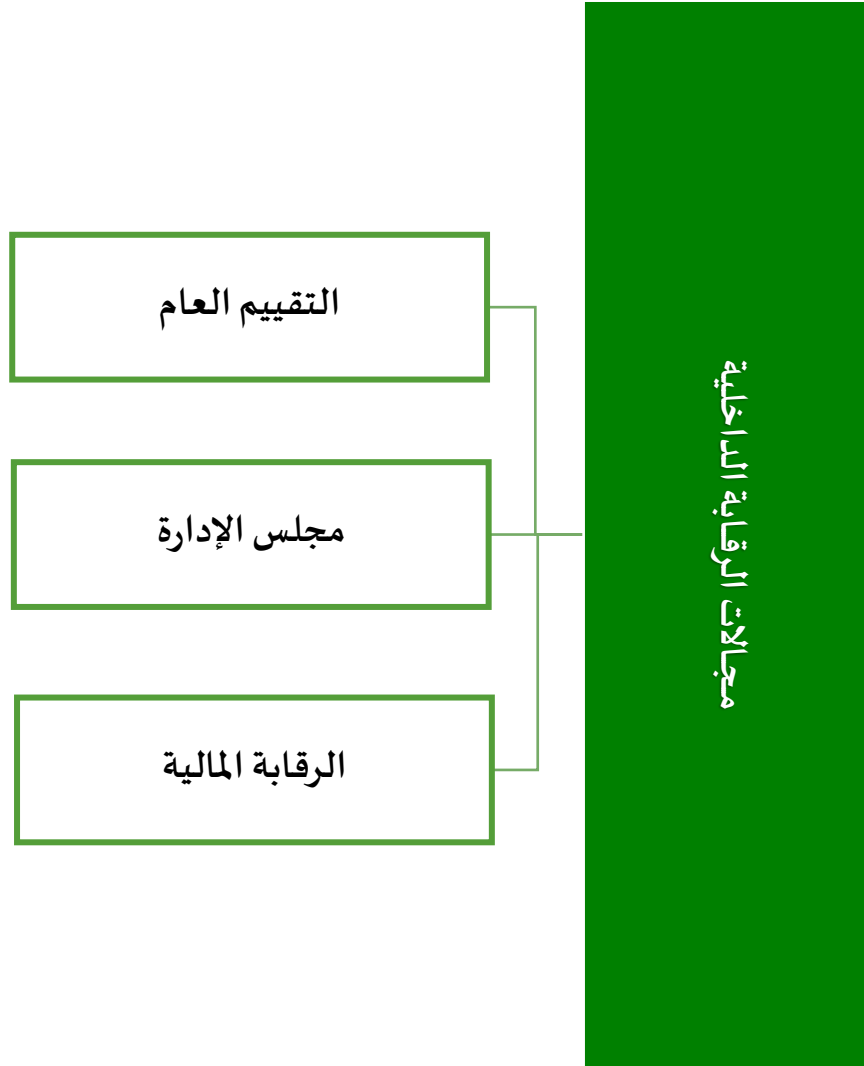 مجالات الرقابة الداخلية
التقييم العام
مجلس الإدارة
الرقابة المالية